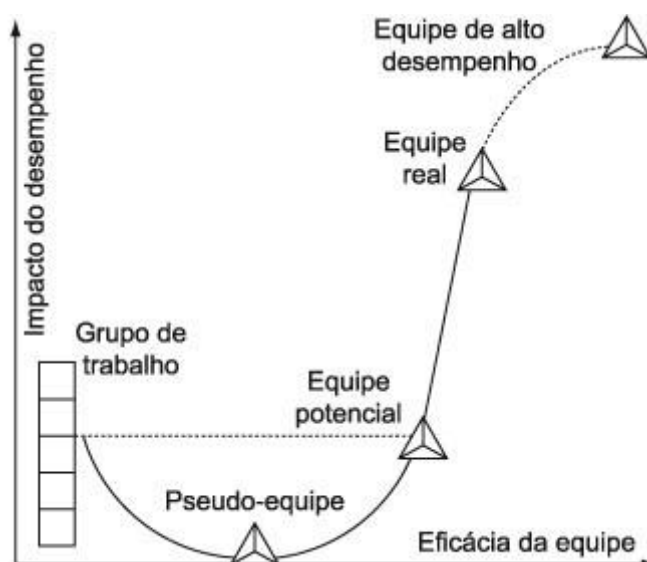 Equipe de alto
desempenho
Equipe
real
Impacto do desempenho
Grupo de
trabalho
Equipe
potencial
Pseudo-equipe
Eficácia da equipe